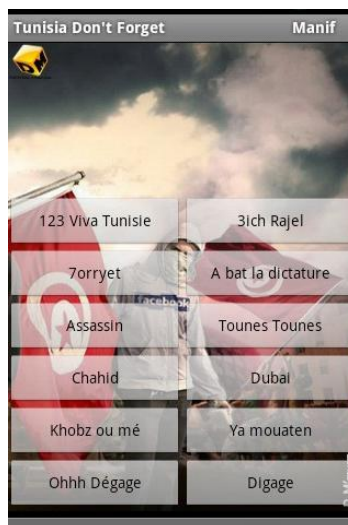 Tunisia Don't Forget Manif
123 Viva Tunisie 3ich Rajel
7orryet A bat la dictature
facebook
Assassin Tounes Tounes
Chahid Dubai
Khobz ou mé Ya mouaten
Ohhh Dégage Digage